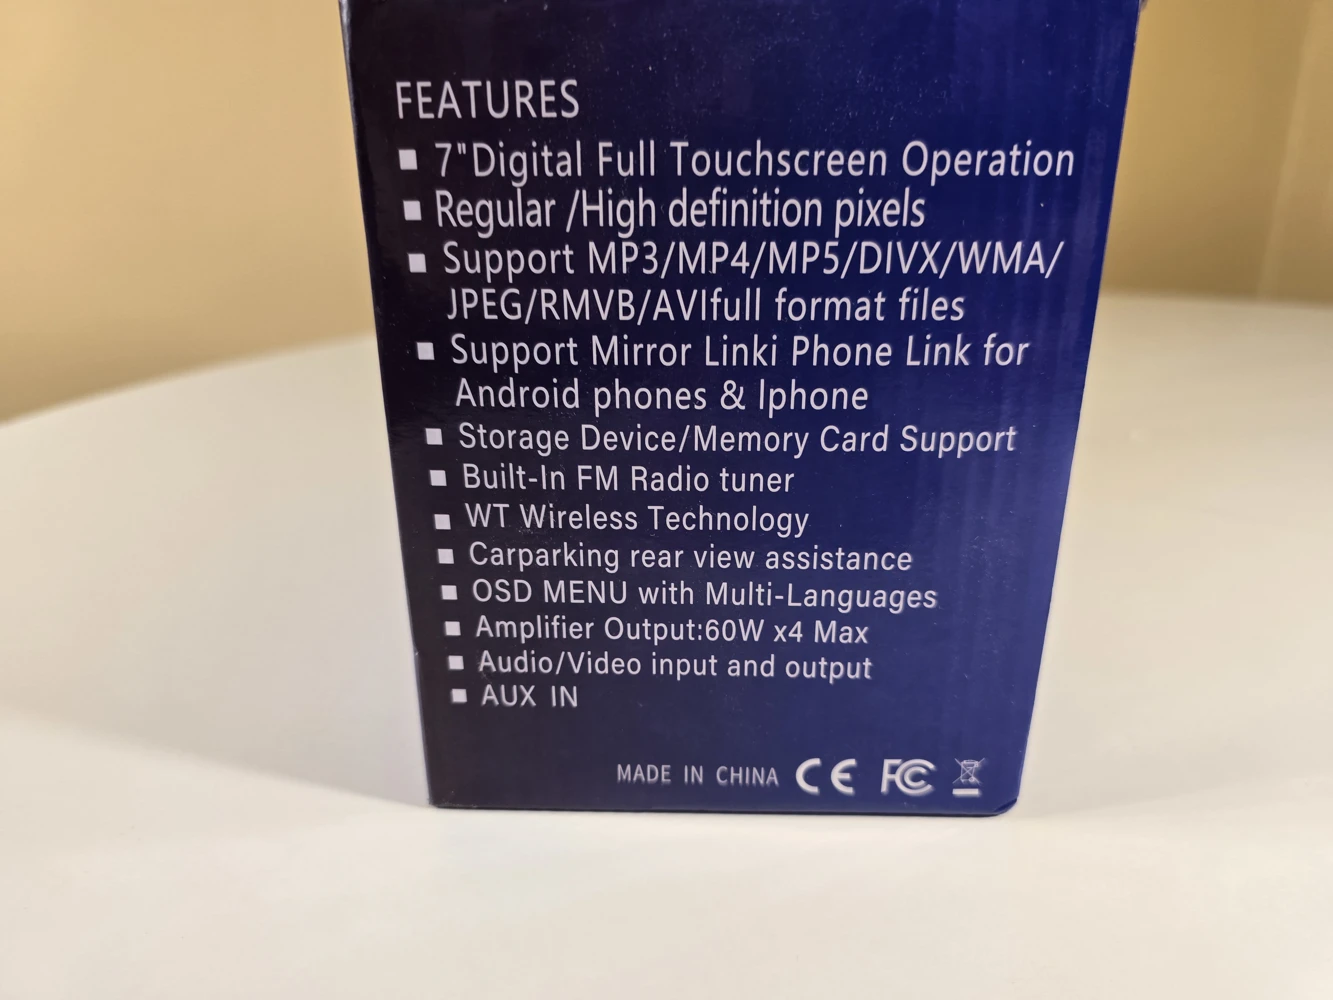 FEATURES
■ 7"Digital Full Touchscreen Operation
■ Regular /High definition pixels
■ Support MP3/MP4/MP5/DIVX/WMA/
JPEG/RMVB/AVIfull format files
■ Support Mirror Linki Phone Link for
Android phones & Iphone
■ Storage Device/Memory Card Support
■ Built-In FM Radio tuner
■ WT Wireless Technology
■ Carparking rear view assistance
■ OSD MENU with Multi-Languages
■ Amplifier Output:60W x4 Max
■ Audio/Video input and output
■ AUX IN
MADE IN CHINA CE FC